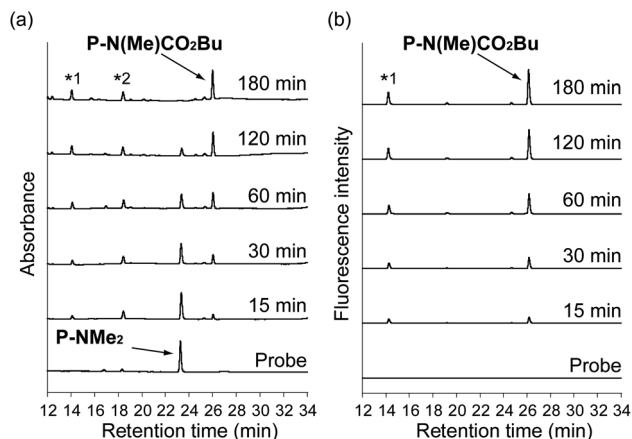 (a)
P-N(Me)CO₂Bu
*1
*2
180 min
120 min
60 min
30 min
15 min
P-NMe₂
Probe
Absorbance
12 14 16 18 20 22 24 26 28 30 32 34
Retention time (min)
(b)
P-N(Me)CO₂Bu
*1
180 min
120 min
60 min
30 min
15 min
Probe
Fluorescence intensity
12 14 16 18 20 22 24 26 28 30 32 34
Retention time (min)